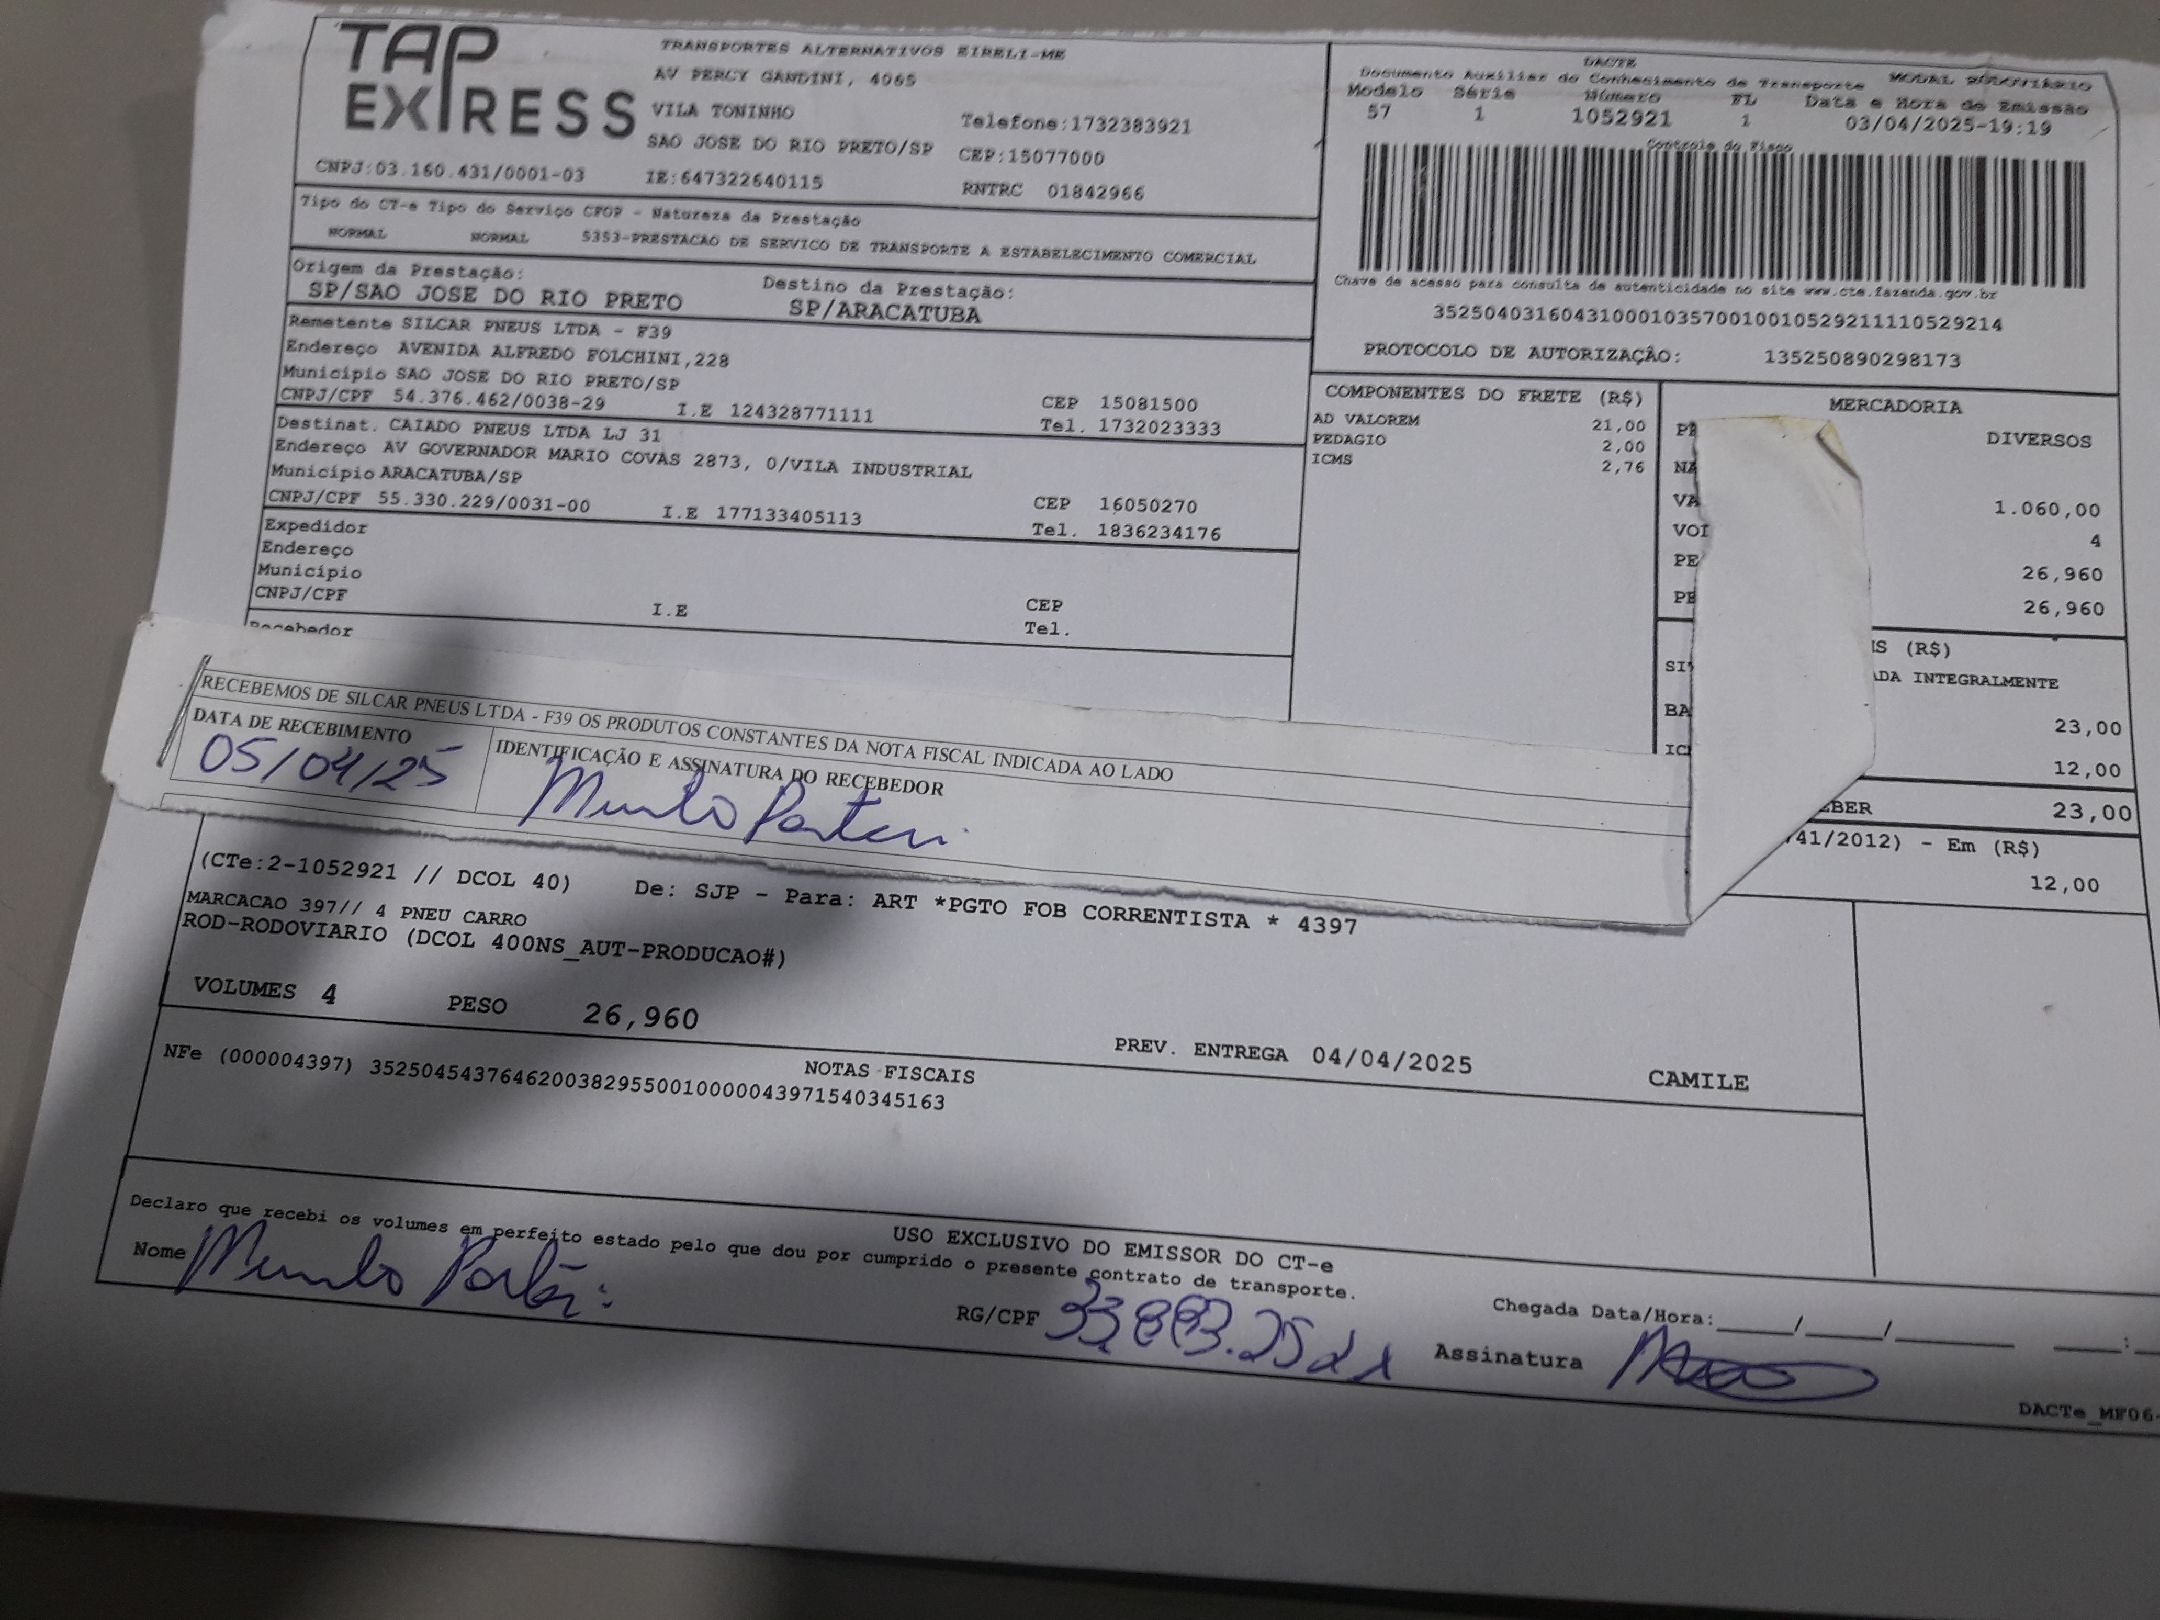 TAP EXPRESS
TRANSPORTES ALTERNATIVOS EIRELI-ME
AV PERCY GANDINI, 4065
VILA TONINHO
Telefone:1732383921
SAO JOSE DO RIO PRETO/SP CEP:15077000
CNPJ:03.160.431/0001-03 IE:647322640115 RNTRC 01842966
DACTE
Documento Auxiliar do Conhecimento de Transporte MODAL RODOVIÁRIO
Modelo Série Número FL Data e Hora de Emissão
57 1 1052921 1 03/04/2025-19:19
Controle do Fisco
Chave de acesso para consulta de autenticidade no site www.cte.fazenda.gov.br
35250403160431000103570010010529211110529214
PROTOCOLO DE AUTORIZAÇÃO: 135250890298173
Tipo do CT-e Tipo do Serviço CFOP - Natureza da Prestação
NORMAL NORMAL 5353-PRESTACAO DE SERVICO DE TRANSPORTE A ESTABELECIMENTO COMERCIAL
Origem da Prestação: Destino da Prestação:
SP/SAO JOSE DO RIO PRETO SP/ARACATUBA
Remetente SILCAR PNEUS LTDA - F39
Endereço AVENIDA ALFREDO FOLCHINI,228
Município SAO JOSE DO RIO PRETO/SP CEP 15081500
CNPJ/CPF 54.376.462/0038-29 I.E 124328771111 Tel. 1732023333
Destinat. CAIADO PNEUS LTDA LJ 31
Endereço AV GOVERNADOR MARIO COVAS 2873, 0/VILA INDUSTRIAL
Município ARACATUBA/SP CEP 16050270
CNPJ/CPF 55.330.229/0031-00 I.E 177133405113 Tel. 1836234176
Expedidor
Endereço
Município CEP
CNPJ/CPF I.E Tel.
Recebedor
COMPONENTES DO FRETE (R$)
AD VALOREM 21,00
PEDAGIO 2,00
ICMS 2,76
MERCADORIA
PR DIVERSOS
NA
VA 1.060,00
VOL 4
PE 26,960
PE 26,960
IS (R$)
SIT ADA INTEGRALMENTE
BA 23,00
IC 12,00
EBER 23,00
741/2012) - Em (R$)
12,00
RECEBEMOS DE SILCAR PNEUS LTDA - F39 OS PRODUTOS CONSTANTES DA NOTA FISCAL INDICADA AO LADO
DATA DE RECEBIMENTO IDENTIFICAÇÃO E ASSINATURA DO RECEBEDOR
05/04/25
(CTe:2-1052921 // DCOL 40) De: SJP - Para: ART *PGTO FOB CORRENTISTA * 4397
MARCACAO 397// 4 PNEU CARRO
ROD-RODOVIARIO (DCOL 400NS_AUT-PRODUCAO#)
VOLUMES 4 PESO 26,960
PREV. ENTREGA 04/04/2025 CAMILE
NOTAS FISCAIS
NFe (000004397) 35250454376462003829550010000043971540345163
USO EXCLUSIVO DO EMISSOR DO CT-e
Declaro que recebi os volumes em perfeito estado pelo que dou por cumprido o presente contrato de transporte.
Nome RG/CPF Chegada Data/Hora: / / :
Assinatura
DACTe_MF06-